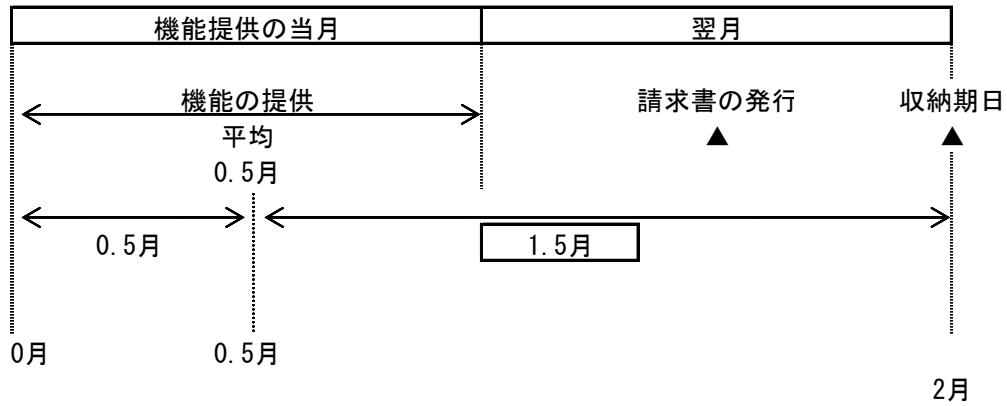 機能提供の当月 翌月
機能の提供 請求書の発行 収納期日
平均 ▲ ▲
0.5月
0.5月 1.5月
0月 0.5月
2月